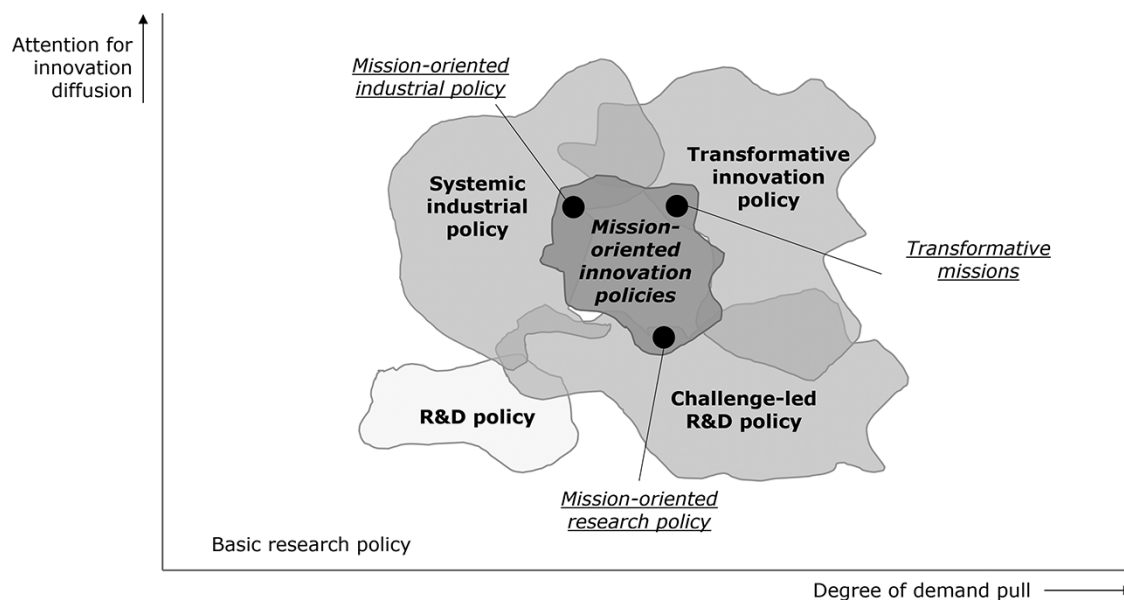 Attention for
innovation
diffusion
Mission-oriented
industrial policy
Transformative
innovation
policy
Systemic
industrial
policy
Mission-
oriented
innovation
policies
Transformative
missions
R&D policy
Challenge-led
R&D policy
Mission-oriented
research policy
Basic research policy
Degree of demand pull